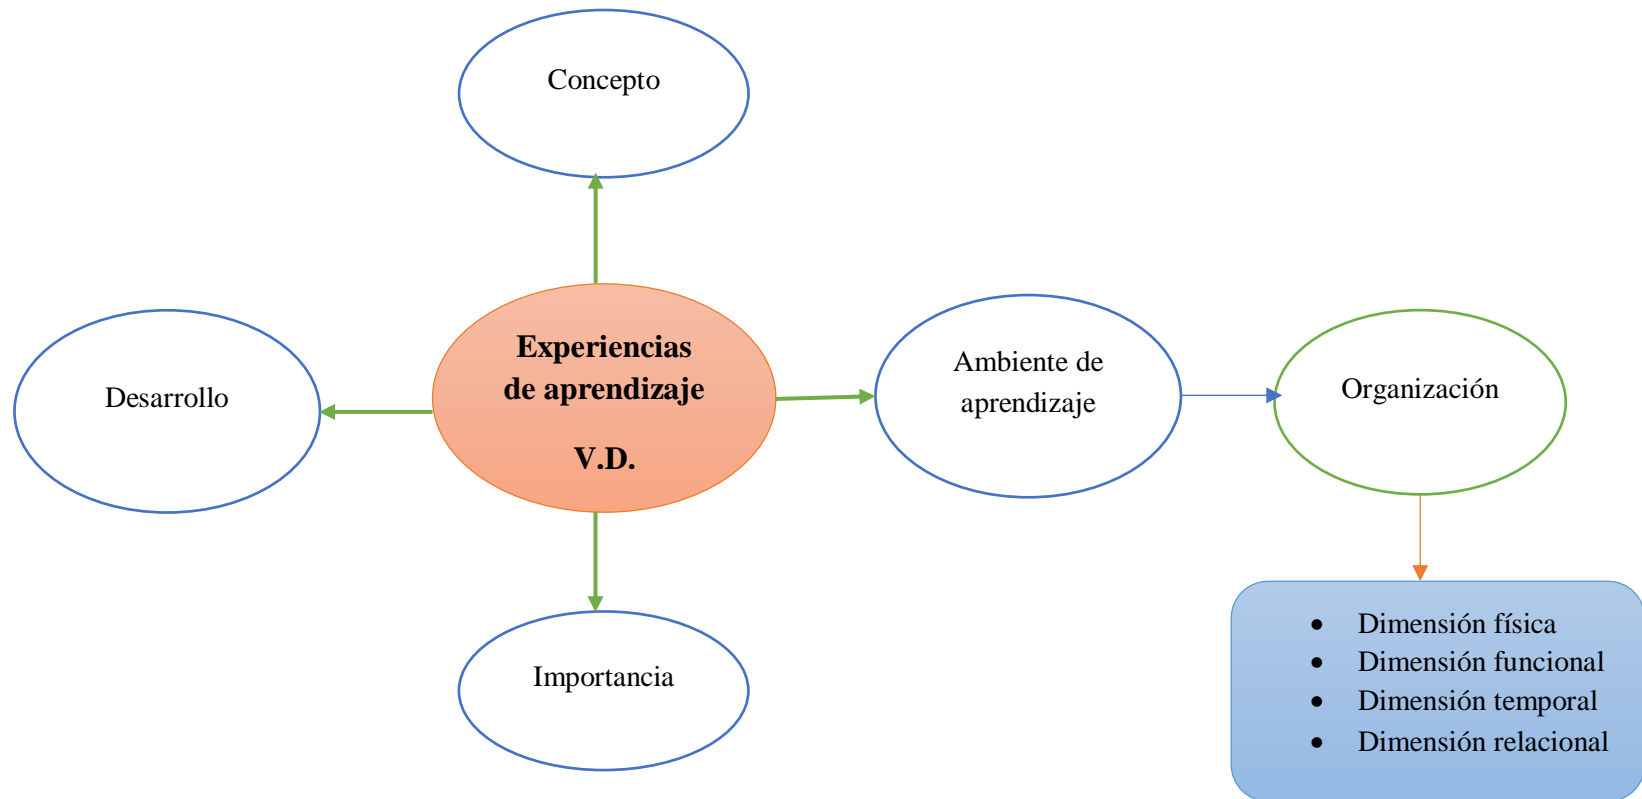 Concepto
Experiencias
de aprendizaje
V.D.
Desarrollo
Ambiente de
aprendizaje
Organización
Importancia
• Dimensión física
• Dimensión funcional
• Dimensión temporal
• Dimensión relacional